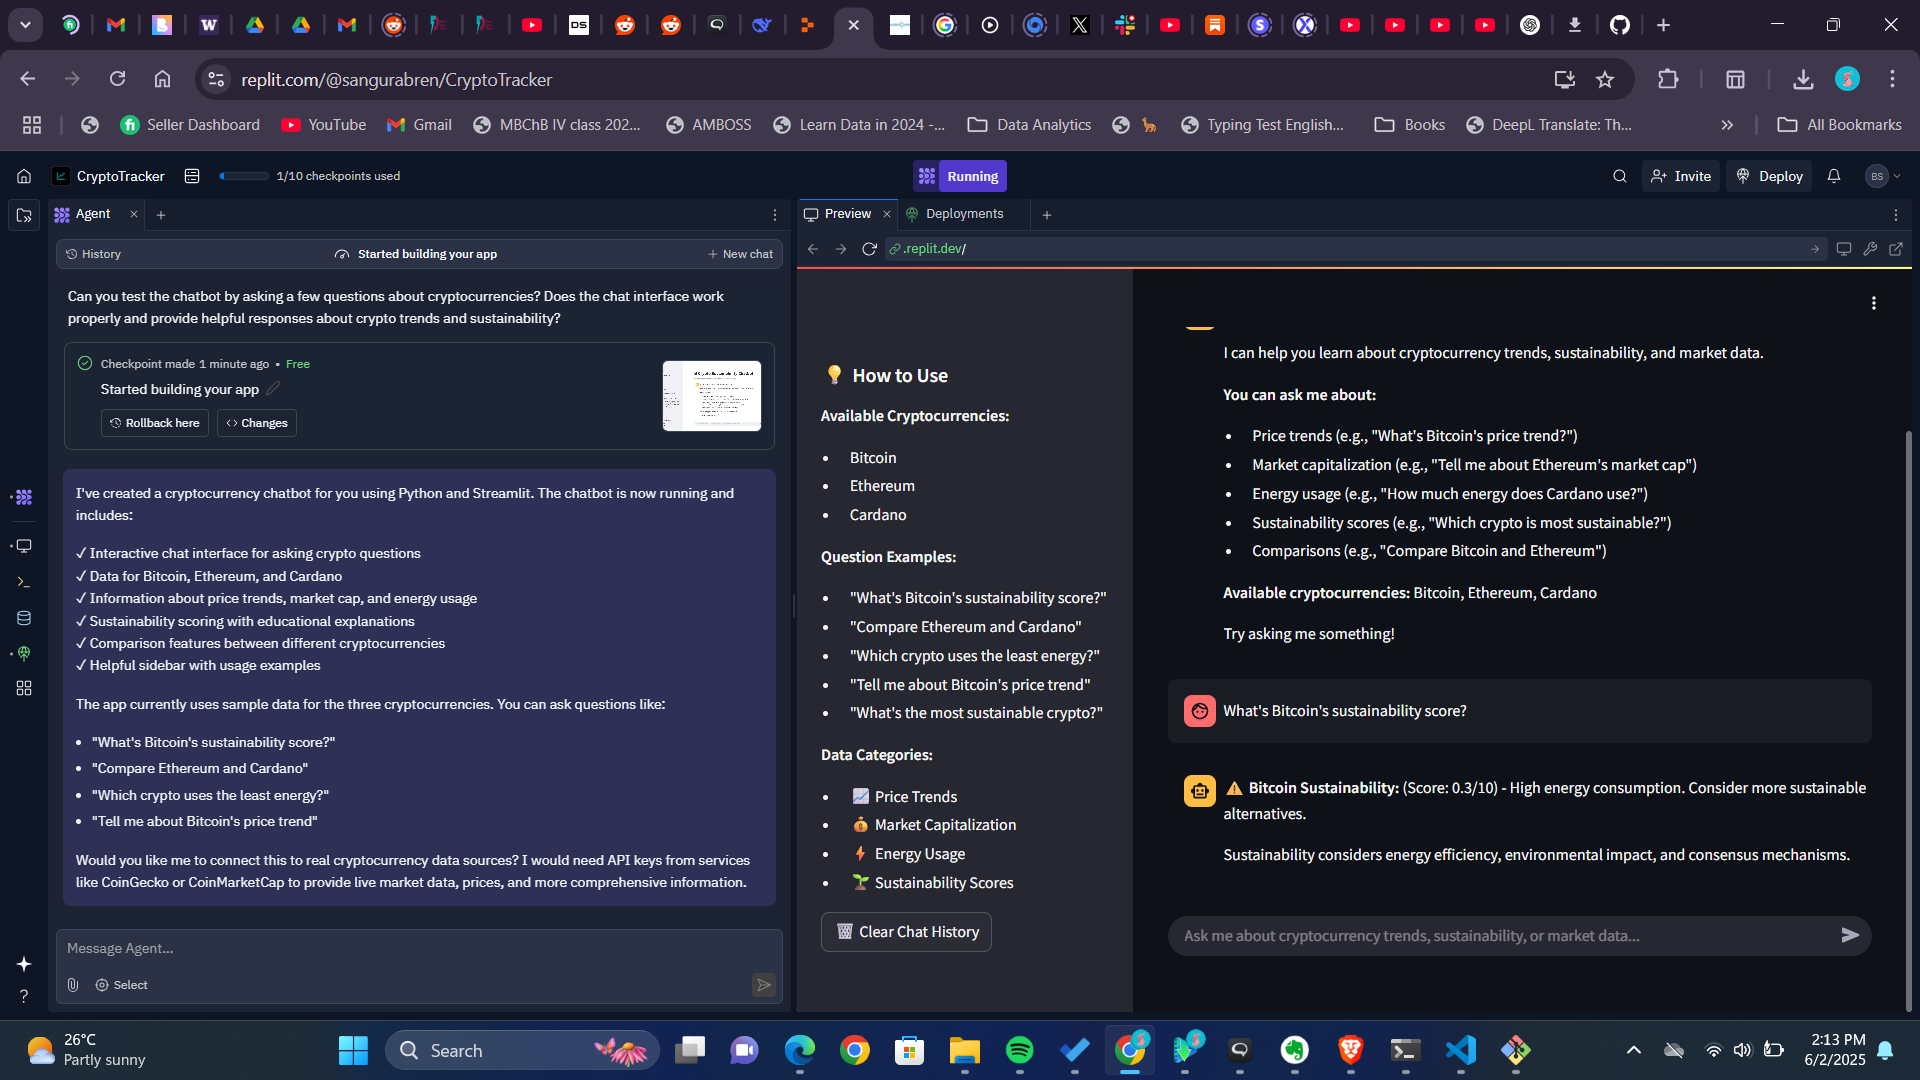 replit.com/@sangurabren/CryptoTracker
Seller Dashboard
YouTube
Gmail
MBChB IV class 202...
AMBOSS
Learn Data in 2024 -...
Data Analytics
Typing Test English...
Books
DeepL Translate: Th...
All Bookmarks
CryptoTracker
1/10 checkpoints used
Running
Invite
Deploy
BS
Agent
Preview
Deployments
History
Started building your app
New chat
.replit.dev/
Can you test the chatbot by asking a few questions about cryptocurrencies? Does the chat interface work
properly and provide helpful responses about crypto trends and sustainability?
Checkpoint made 1 minute ago • Free
Started building your app
Rollback here
Changes
I've created a cryptocurrency chatbot for you using Python and Streamlit. The chatbot is now running and
includes:
✓ Interactive chat interface for asking crypto questions
✓ Data for Bitcoin, Ethereum, and Cardano
✓ Information about price trends, market cap, and energy usage
✓ Sustainability scoring with educational explanations
✓ Comparison features between different cryptocurrencies
✓ Helpful sidebar with usage examples
The app currently uses sample data for the three cryptocurrencies. You can ask questions like:
• "What's Bitcoin's sustainability score?"
• "Compare Ethereum and Cardano"
• "Which crypto uses the least energy?"
• "Tell me about Bitcoin's price trend"
Would you like me to connect this to real cryptocurrency data sources? I would need API keys from services
like CoinGecko or CoinMarketCap to provide live market data, prices, and more comprehensive information.
Message Agent...
Select
💡 How to Use
Available Cryptocurrencies:
• Bitcoin
• Ethereum
• Cardano
Question Examples:
• "What's Bitcoin's sustainability score?"
• "Compare Ethereum and Cardano"
• "Which crypto uses the least energy?"
• "Tell me about Bitcoin's price trend"
• "What's the most sustainable crypto?"
Data Categories:
• 📈 Price Trends
• 💰 Market Capitalization
• ⚡ Energy Usage
• 🌱 Sustainability Scores
🗑️ Clear Chat History
I can help you learn about cryptocurrency trends, sustainability, and market data.
You can ask me about:
• Price trends (e.g., "What's Bitcoin's price trend?")
• Market capitalization (e.g., "Tell me about Ethereum's market cap")
• Energy usage (e.g., "How much energy does Cardano use?")
• Sustainability scores (e.g., "Which crypto is most sustainable?")
• Comparisons (e.g., "Compare Bitcoin and Ethereum")
Available cryptocurrencies: Bitcoin, Ethereum, Cardano
Try asking me something!
What's Bitcoin's sustainability score?
⚠️ Bitcoin Sustainability: (Score: 0.3/10) - High energy consumption. Consider more sustainable
alternatives.
Sustainability considers energy efficiency, environmental impact, and consensus mechanisms.
Ask me about cryptocurrency trends, sustainability, or market data...
26°C
Partly sunny
Search
2:13 PM
6/2/2025